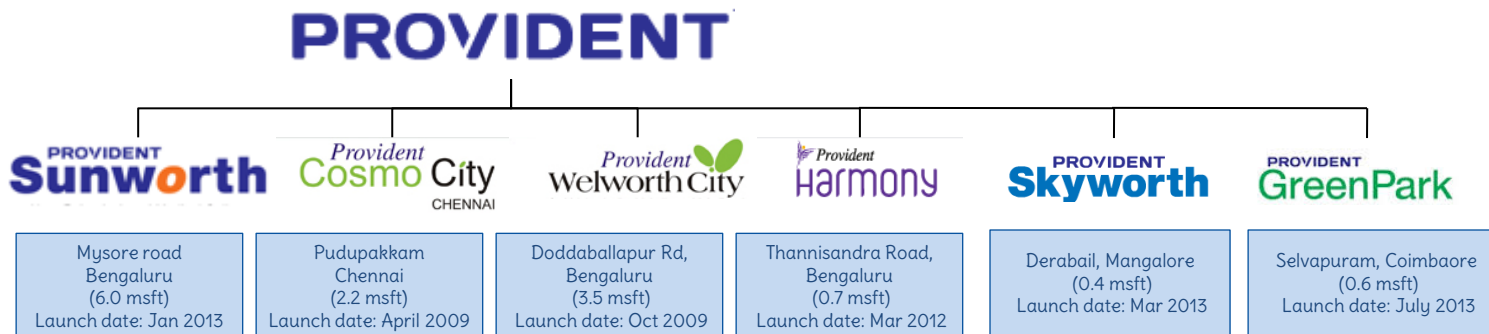 PROVIDENT
PROVIDENT
Sunworth
Provident
Cosmo City
CHENNAI
Provident
Welworth City
Provident
Harmony
PROVIDENT
Skyworth
PROVIDENT
GreenPark
Mysore road
Bengaluru
(6.0 msft)
Launch date: Jan 2013
Pudupakkam
Chennai
(2.2 msft)
Launch date: April 2009
Doddaballapur Rd,
Bengaluru
(3.5 msft)
Launch date: Oct 2009
Thannisandra Road,
Bengaluru
(0.7 msft)
Launch date: Mar 2012
Derabail, Mangalore
(0.4 msft)
Launch date: Mar 2013
Selvapuram, Coimbaore
(0.6 msft)
Launch date: July 2013